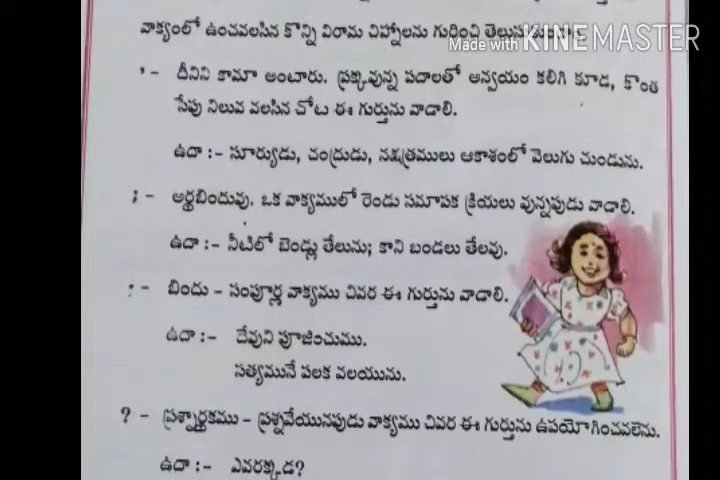 వాక్యంలో ఉంచవలసిన కొన్ని విరామ చిహ్నాలను గురించి
Made with KINEMASTER
' - దీనిని కామా అంటారు. ప్రక్కవున్న పదాలతో అన్వయం కలిగి కూడ, కొంత
సేపు నిలువ వలసిన చోట ఈ గుర్తును వాడాలి.
ఉదా :- సూర్యుడు, చంద్రుడు, నక్షత్రములు ఆకాశంలో వెలుగు చుండును.
; - అర్థబిందువు. ఒక వాక్యములో రెండు సమాపక క్రియలు వున్నపుడు వాడాలి.
ఉదా :- నీటిలో బెండ్లు తేలును; కాని బండలు తేలవు.
. - బిందు - సంపూర్ణ వాక్యము చివర ఈ గుర్తును వాడాలి.
ఉదా :- దేవుని పూజించుము.
సత్యమునే పలక వలయును.
? - ప్రశ్నార్థకము - ప్రశ్నవేయునపుడు వాక్యము చివర ఈ గుర్తును ఉపయోగించవలెను.
ఉదా :- ఎవరక్కడ?